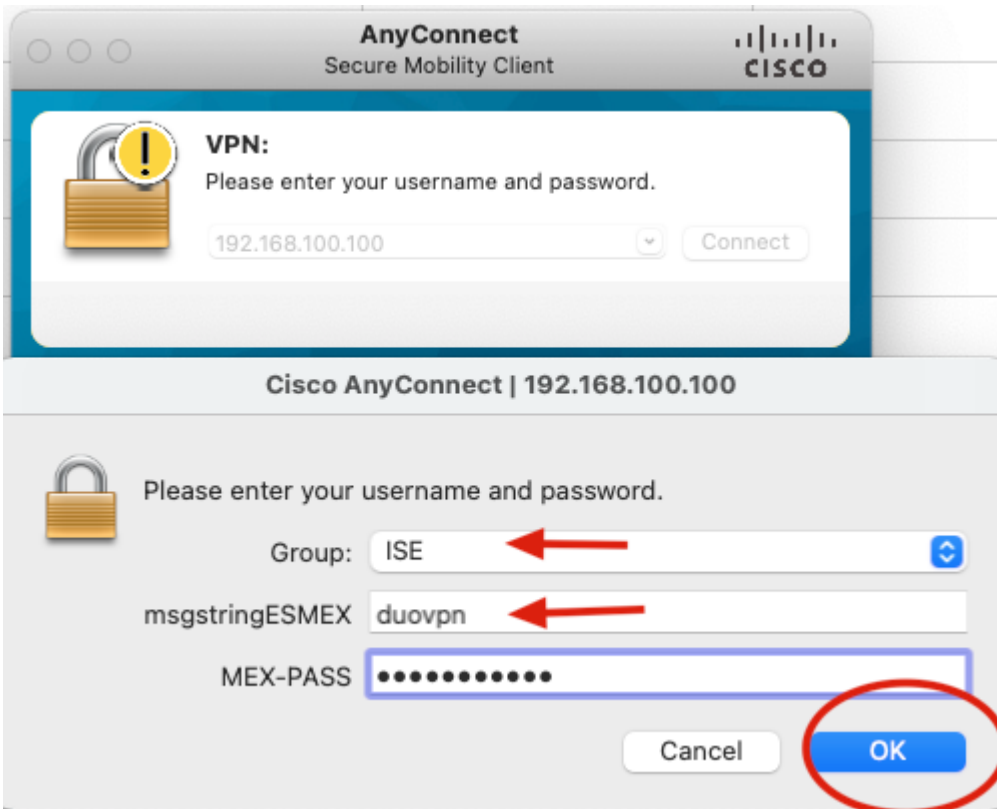 AnyConnect
Secure Mobility Client
CISCO
VPN:
Please enter your username and password.
192.168.100.100 Connect
Cisco AnyConnect | 192.168.100.100
Please enter your username and password.
Group: ISE
msgstringESMEX duovpn
MEX-PASS •••••••••••
Cancel OK